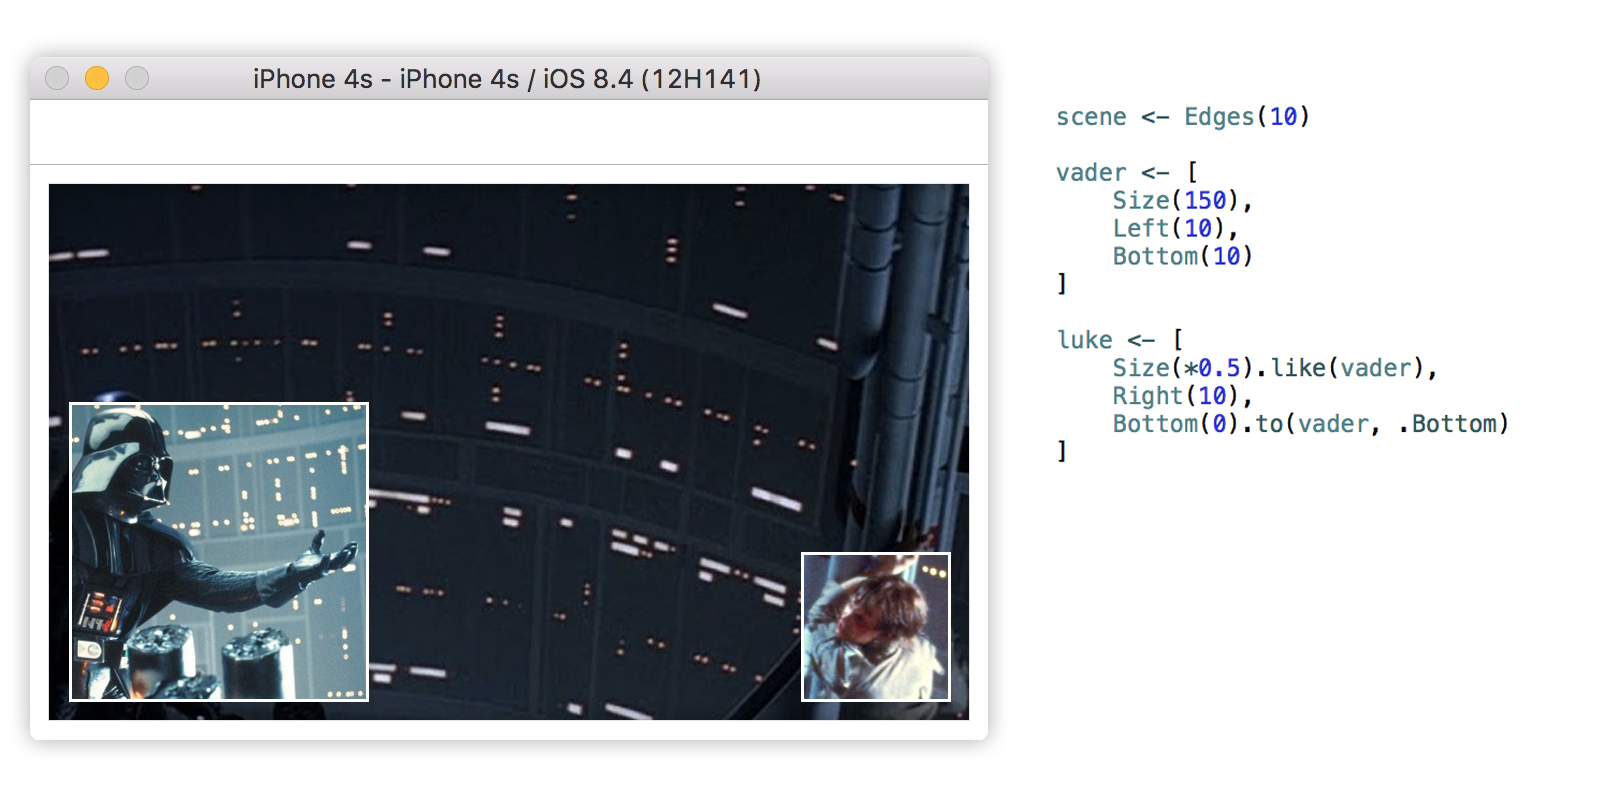 iPhone 4s - iPhone 4s / iOS 8.4 (12H141)
scene <- Edges(10)
vader <- [
    Size(150),
    Left(10),
    Bottom(10)
]
luke <- [
    Size(*0.5).like(vader),
    Right(10),
    Bottom(0).to(vader, .Bottom)
]